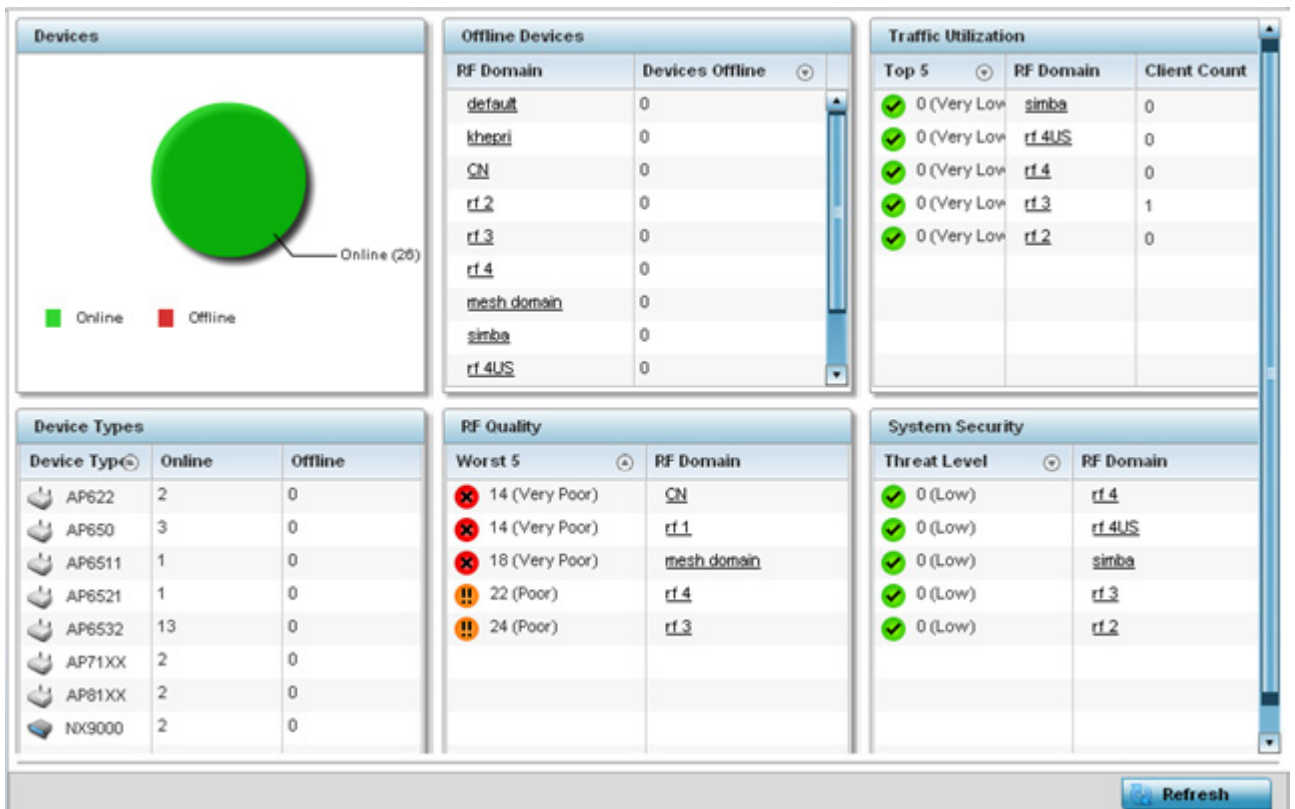 Devices
Online (26)
Online Offline
Offline Devices
RF Domain Devices Offline
default 0
khepri 0
CN 0
rf 2 0
rf 3 0
rf 4 0
mesh domain 0
simba 0
rf 4US 0
Traffic Utilization
Top 5 RF Domain Client Count
0 (Very Low simba 0
0 (Very Low rf 4US 0
0 (Very Low rf 4 0
0 (Very Low rf 3 1
0 (Very Low rf 2 0
Device Types
Device Type Online Offline
AP622 2 0
AP650 3 0
AP6511 1 0
AP6521 1 0
AP6532 13 0
AP71XX 2 0
AP81XX 2 0
NX9000 2 0
RF Quality
Worst 5 RF Domain
14 (Very Poor) CN
14 (Very Poor) rf 1
18 (Very Poor) mesh domain
22 (Poor) rf 4
24 (Poor) rf 3
System Security
Threat Level RF Domain
0 (Low) rf 4
0 (Low) rf 4US
0 (Low) simba
0 (Low) rf 3
0 (Low) rf 2
Refresh